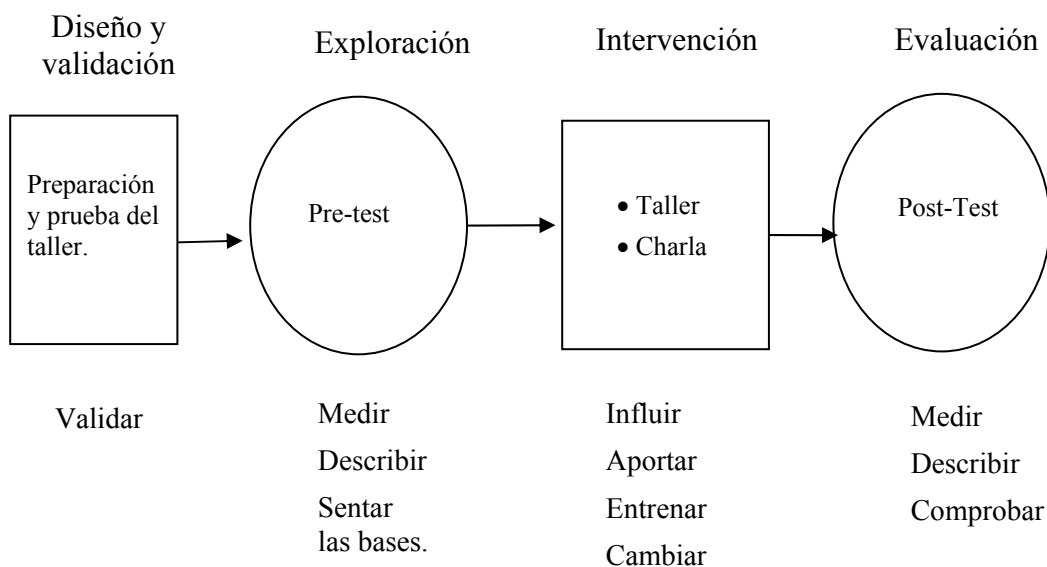 Diseño y
validación
Exploración
Intervención
Evaluación
Preparación
y prueba del
taller.
Pre-test
• Taller
• Charla
Post-Test
Validar
Medir
Describir
Sentar
las bases.
Influir
Aportar
Entrenar
Cambiar
Medir
Describir
Comprobar